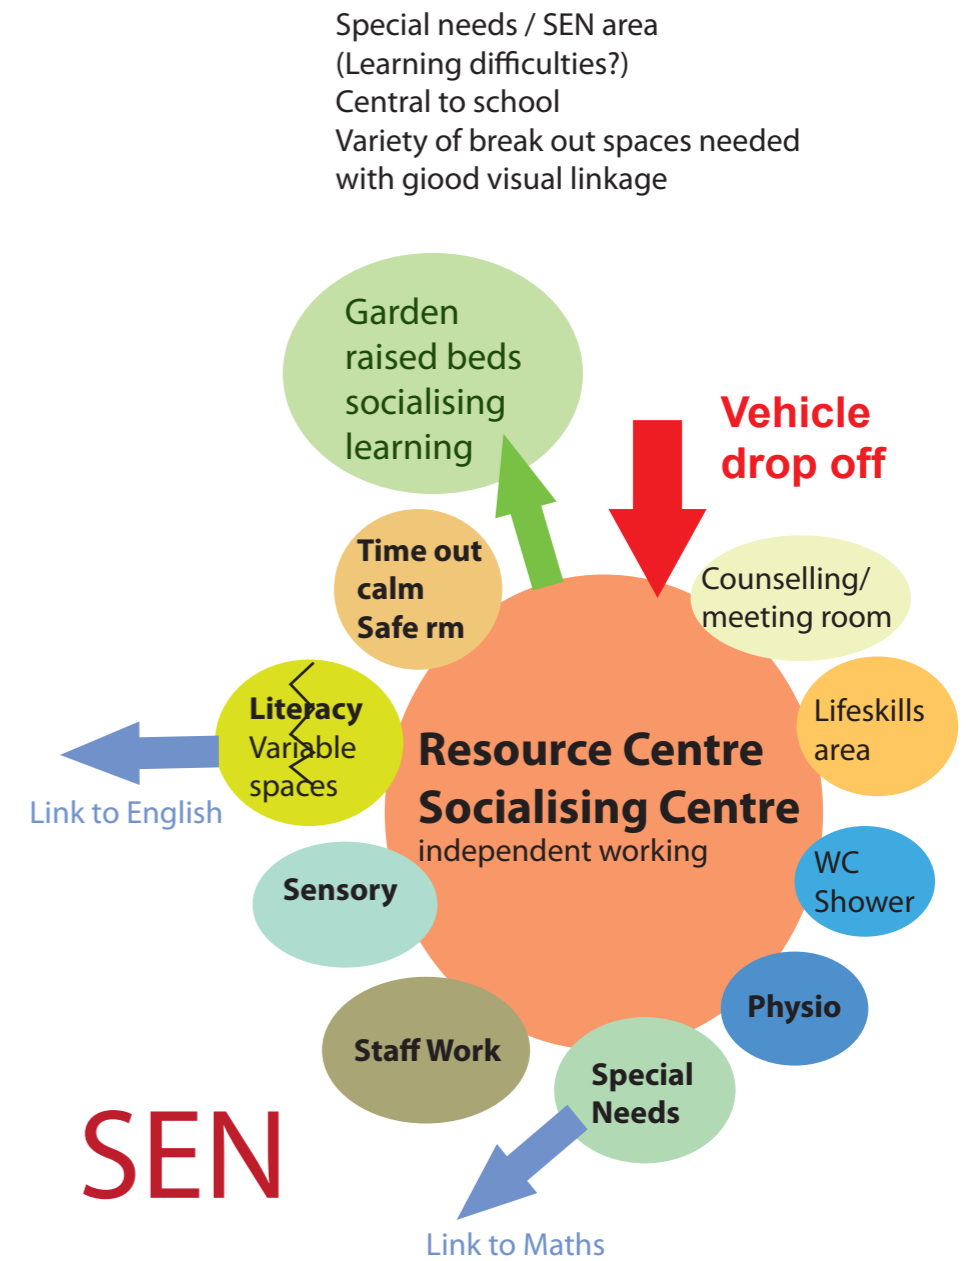 Special needs / SEN area
(Learning difficulties?)
Central to school
Variety of break out spaces needed
with giood visual linkage
Garden
raised beds
socialising
learning
Vehicle
drop off
Time out
calm
Safe rm
Counselling/
meeting room
Literacy
Variable
spaces
Lifeskills
area
Resource Centre
Socialising Centre
independent working
Link to English
WC
Shower
Sensory
Physio
Staff Work
Special
Needs
SEN
Link to Maths